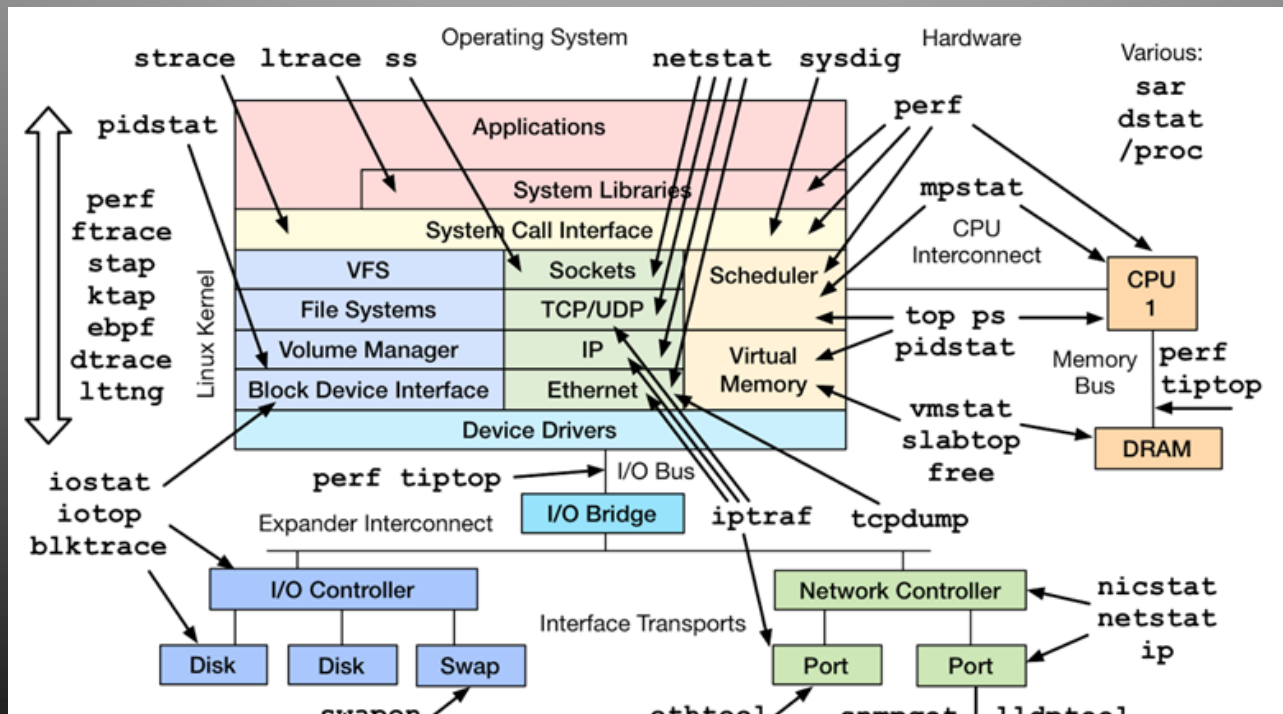 Operating System
Hardware
strace ltrace ss
netstat sysdig
Various:
sar
dstat
/proc
pidstat
perf
mpstat
perf
ftrace
stap
ktap
ebpf
dtrace
lttng
Linux Kernel
Applications
System Libraries
System Call Interface
VFS
Sockets
Scheduler
File Systems
TCP/UDP
Volume Manager
IP
Virtual
Memory
Block Device Interface
Ethernet
Device Drivers
CPU
Interconnect
CPU
1
top ps
pidstat
Memory
Bus
perf
tiptop
vmstat
slabtop
free
DRAM
iostat
iotop
blktrace
perf tiptop
I/O Bus
I/O Bridge
Expander Interconnect
iptraf
tcpdump
I/O Controller
Network Controller
nicstat
netstat
ip
Interface Transports
Disk
Disk
Swap
Port
Port
swapon
ethtool
snmpget
lldptool